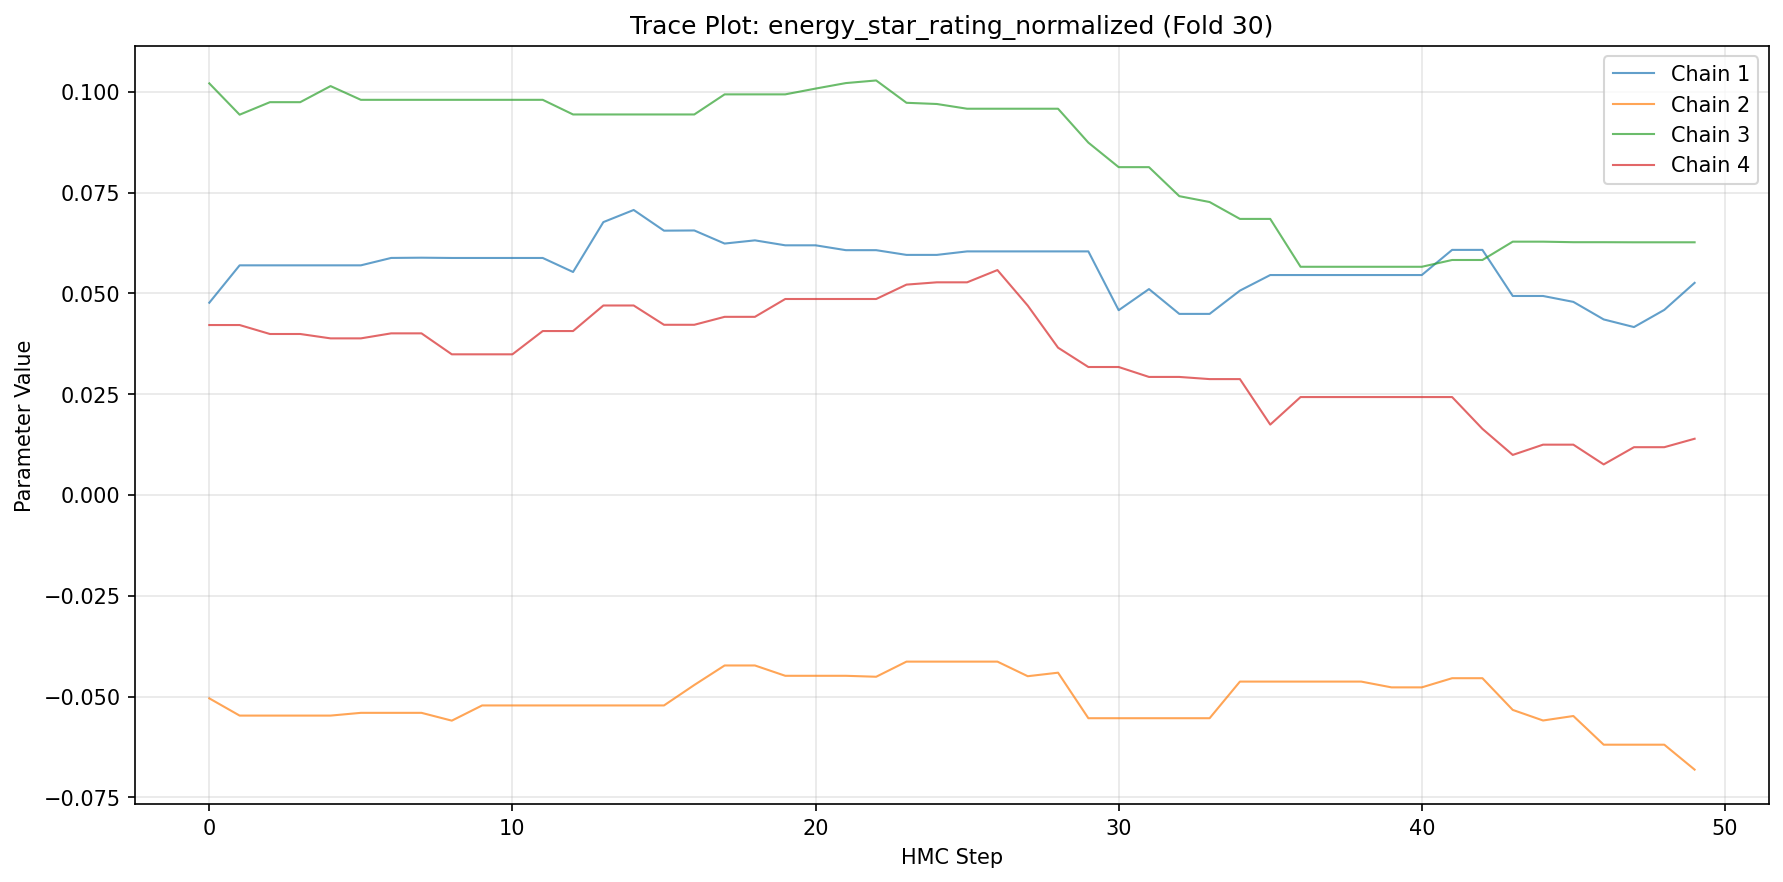 Trace Plot: energy_star_rating_normalized (Fold 30)
Chain 1
Chain 2
Chain 3
Chain 4
Parameter Value
0.100
0.075
0.050
0.025
0.000
−0.025
−0.050
−0.075
0 10 20 30 40 50
HMC Step